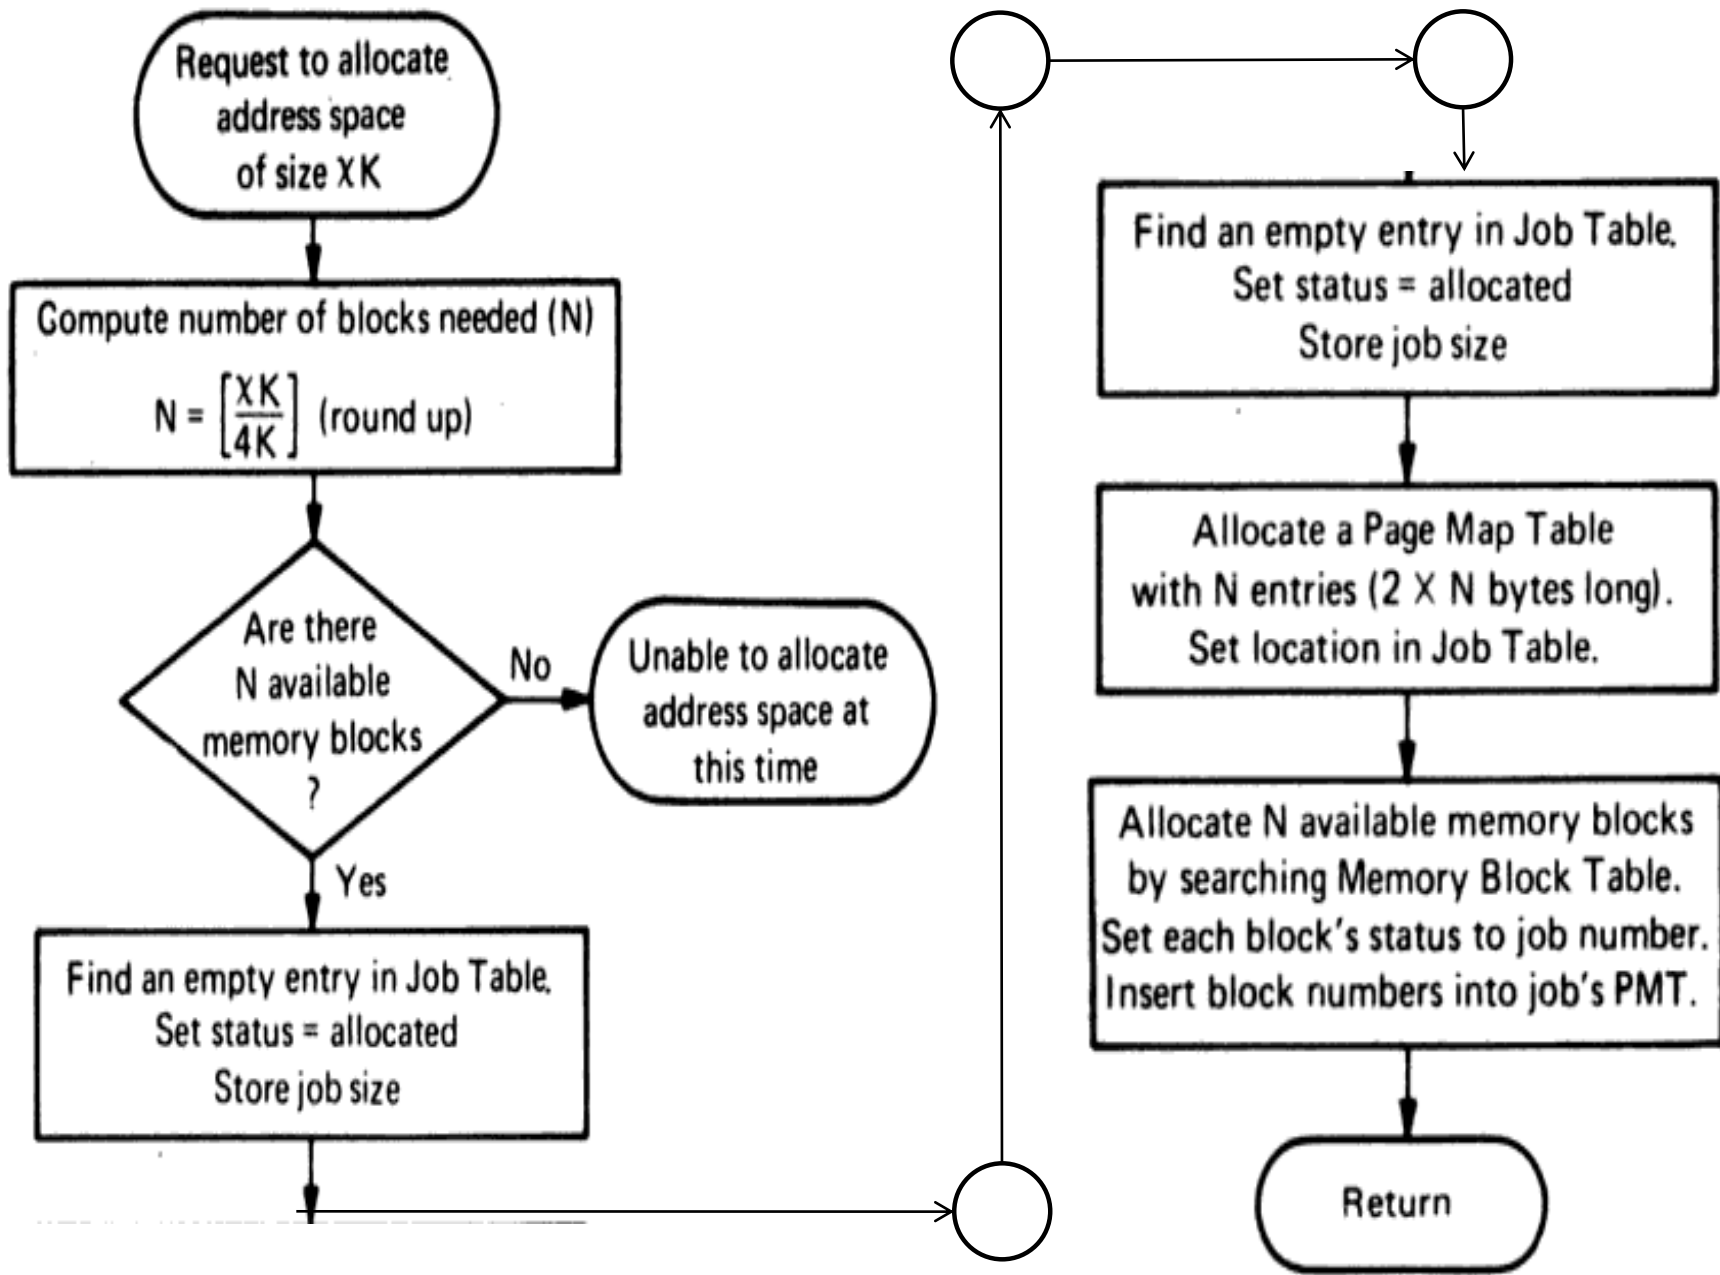 Request to allocate
address space
of size XK
Compute number of blocks needed (N)
N = [XK/4K] (round up)
Are there
N available
memory blocks
?
No
Unable to allocate
address space at
this time
Yes
Find an empty entry in Job Table.
Set status = allocated
Store job size
Find an empty entry in Job Table.
Set status = allocated
Store job size
Allocate a Page Map Table
with N entries (2 X N bytes long).
Set location in Job Table.
Allocate N available memory blocks
by searching Memory Block Table.
Set each block's status to job number.
Insert block numbers into job's PMT.
Return